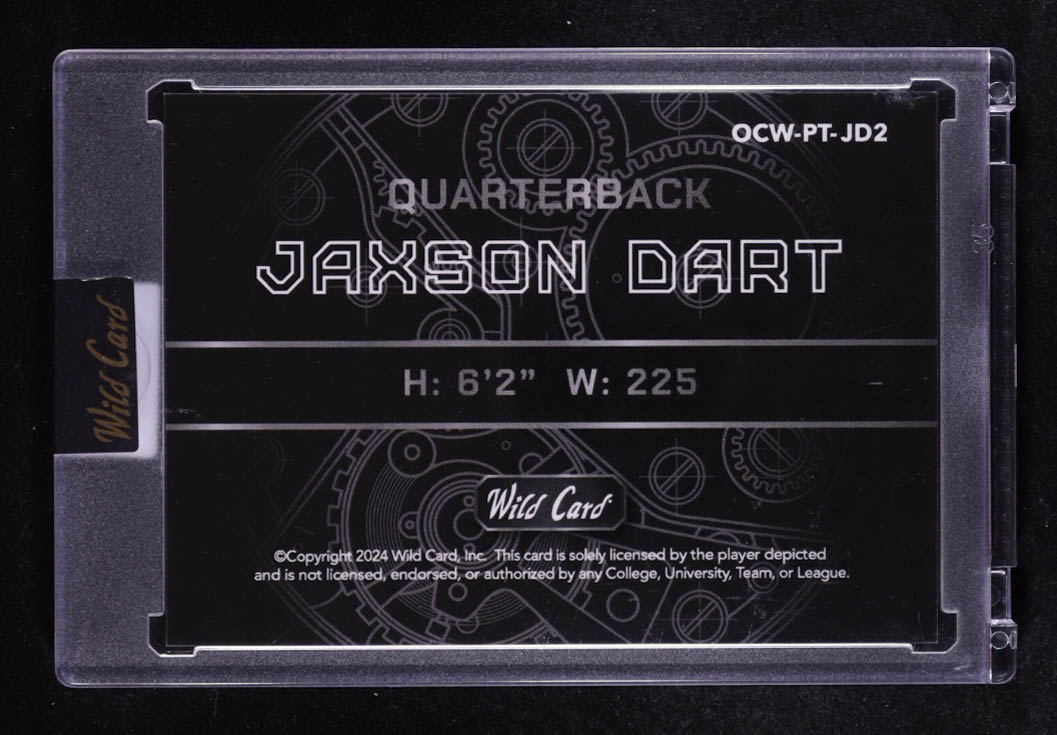 OCW-PT-JD2
QUARTERBACK
JAXSON DART
H: 6'2” W: 225
Wild Card
Wild Card
©Copyright 2024 Wild Card, Inc. This card is solely licensed by the player depicted
and is not licensed, endorsed, or authorized by any College, University, Team, or League.